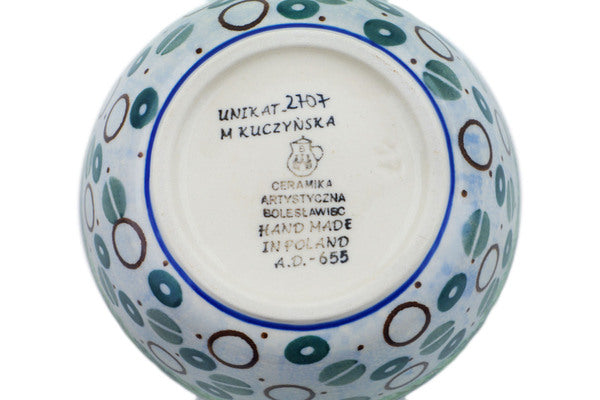 UNIKAT-2707
M KUCZYŃSKA
CERAMIKA
ARTYSTYCZNA
BOLESŁAWIEC
HAND MADE
IN POLAND
A.D.-655